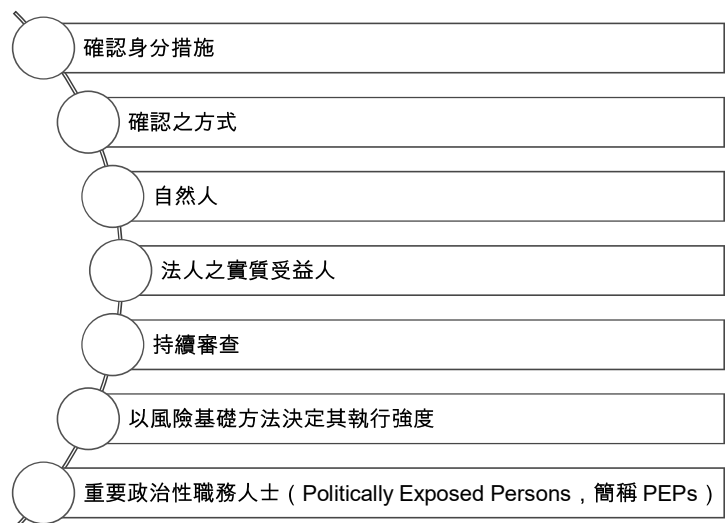 確認身分措施
確認之方式
自然人
法人之實質受益人
持續審查
以風險基礎方法決定其執行強度
重要政治性職務人士（Politically Exposed Persons，簡稱 PEPs）